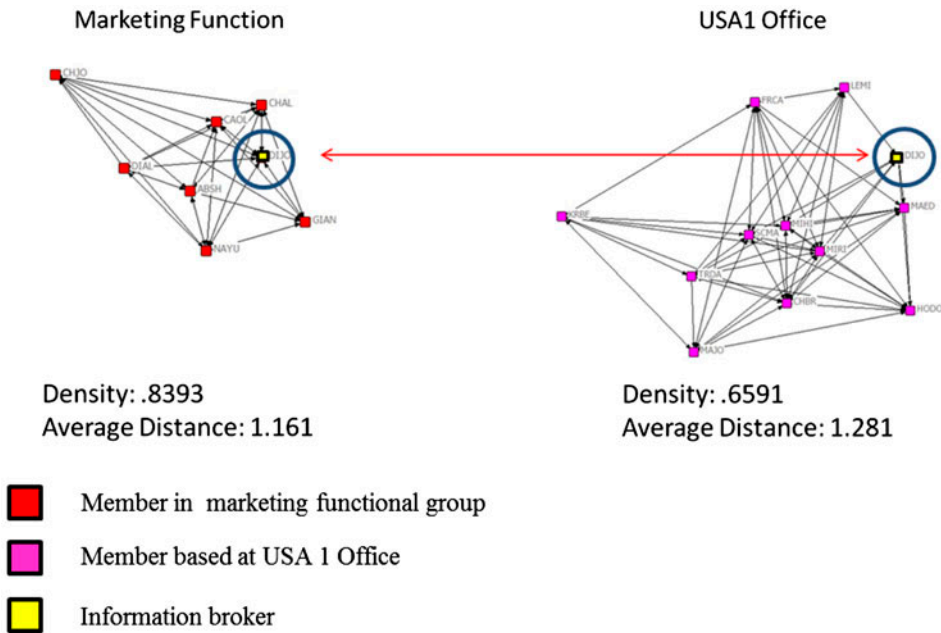 Marketing Function
USA1 Office
CHJO
CHAL
CAOL
DIJO
DIAL
ABSH
GIAN
NAYU
LEMI
FRCA
DIJO
MAED
KRBE
MIHI
SCMA
MIRI
TRDA
CHBR
HODO
MAJO
Density: .8393
Average Distance: 1.161
Density: .6591
Average Distance: 1.281
Member in marketing functional group
Member based at USA 1 Office
Information broker